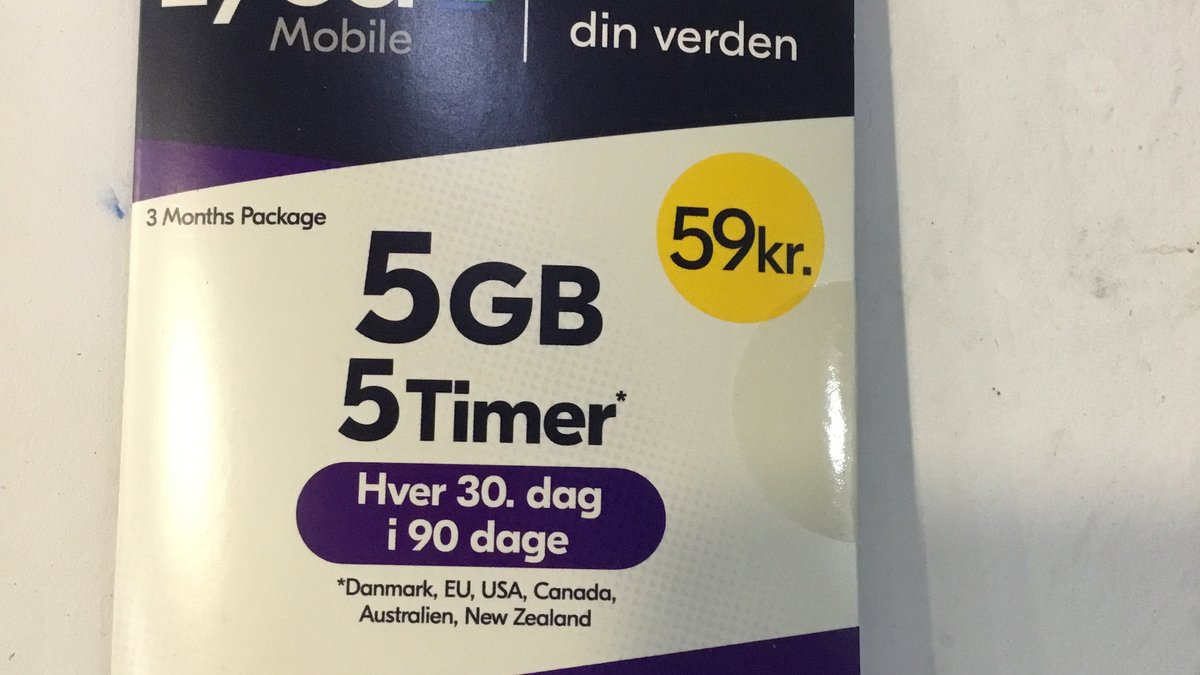 Mobile
din verden
3 Months Package
59kr.
5GB
5Timer*
Hver 30. dag
i 90 dage
*Danmark, EU, USA, Canada,
Australien, New Zealand